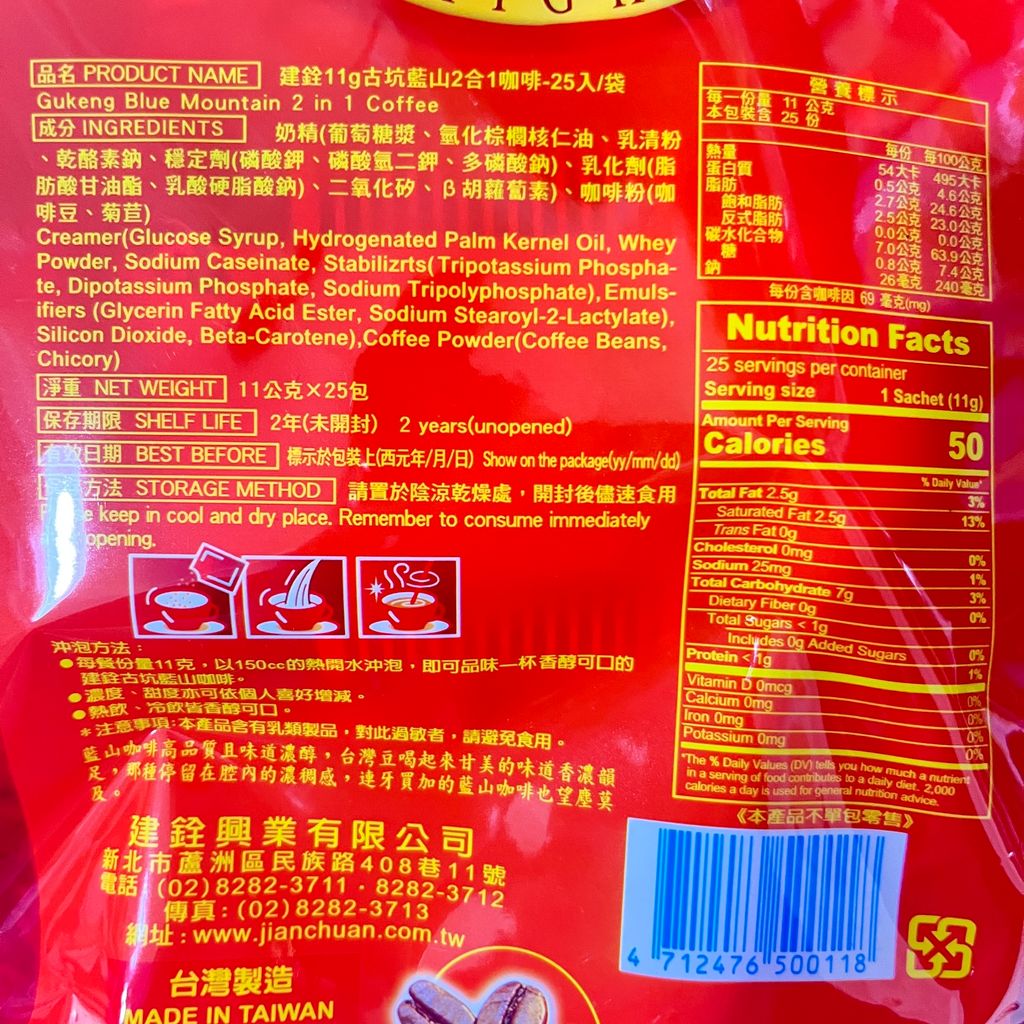 品名 PRODUCT NAME 建銓11g古坑藍山2合1咖啡-25入/袋
Gukeng Blue Mountain 2 in 1 Coffee
成分 INGREDIENTS 奶精(葡萄糖漿、氫化棕櫚核仁油、乳清粉
、乾酪素鈉、穩定劑(磷酸鉀、磷酸氫二鉀、多磷酸鈉)、乳化劑(脂
肪酸甘油酯、乳酸硬脂酸鈉)、二氧化矽、β胡蘿蔔素)、咖啡粉(咖
啡豆、菊苣)
Creamer(Glucose Syrup, Hydrogenated Palm Kernel Oil, Whey
Powder, Sodium Caseinate, Stabilizrts(Tripotassium Phospha-
te, Dipotassium Phosphate, Sodium Tripolyphosphate),Emuls-
ifiers (Glycerin Fatty Acid Ester, Sodium Stearoyl-2-Lactylate),
Silicon Dioxide, Beta-Carotene),Coffee Powder(Coffee Beans,
Chicory)
淨重 NET WEIGHT 11公克×25包
保存期限 SHELF LIFE 2年(未開封) 2 years(unopened)
有效日期 BEST BEFORE 標示於包裝上(西元年/月/日) Show on the package(yy/mm/dd)
方法 STORAGE METHOD 請置於陰涼乾燥處，開封後儘速食用
keep in cool and dry place. Remember to consume immediately
opening.
沖泡方法：
●每餐份量11克，以150cc的熱開水沖泡，即可品味一杯香醇可口的
建銓古坑藍山咖啡。
●濃度、甜度亦可依個人喜好增減。
●熱飲、冷飲皆香醇可口。
＊注意事項:本產品含有乳類製品，對此過敏者，請避免食用。
藍山咖啡高品質且味道濃醇，台灣豆喝起來甘美的味道香濃韻
足，那種停留在腔內的濃稠感，連牙買加的藍山咖啡也望塵莫
及。
建銓興業有限公司
新北市蘆洲區民族路408巷11號
電話：(02)8282-3711．8282-3712
傳真：(02)8282-3713
網址：www.jianchuan.com.tw
台灣製造
MADE IN TAIWAN
營養標示
每一份量 11 公克
本包裝含 25 份
每份 每100公克
熱量 54大卡 495大卡
蛋白質 0.5公克 4.6公克
脂肪 2.7公克 24.6公克
飽和脂肪 2.5公克 23.0公克
反式脂肪 0.0公克 0.0公克
碳水化合物 7.0公克 63.9公克
糖 0.8公克 7.4公克
鈉 26毫克 240毫克
每份含咖啡因 69 毫克(mg)
Nutrition Facts
25 servings per container
Serving size 1 Sachet (11g)
Amount Per Serving
Calories 50
% Daily Value*
Total Fat 2.5g 3%
Saturated Fat 2.5g 13%
Trans Fat 0g
Cholesterol 0mg 0%
Sodium 25mg 1%
Total Carbohydrate 7g 3%
Dietary Fiber 0g 0%
Total Sugars < 1g
Includes 0g Added Sugars 0%
Protein < 1g 1%
Vitamin D 0mcg 0%
Calcium 0mg 0%
Iron 0mg 0%
Potassium 0mg 0%
*The % Daily Values (DV) tells you how much a nutrient
in a serving of food contributes to a daily diet. 2,000
calories a day is used for general nutrition advice.
《本產品不單包零售》
4 712476 500118